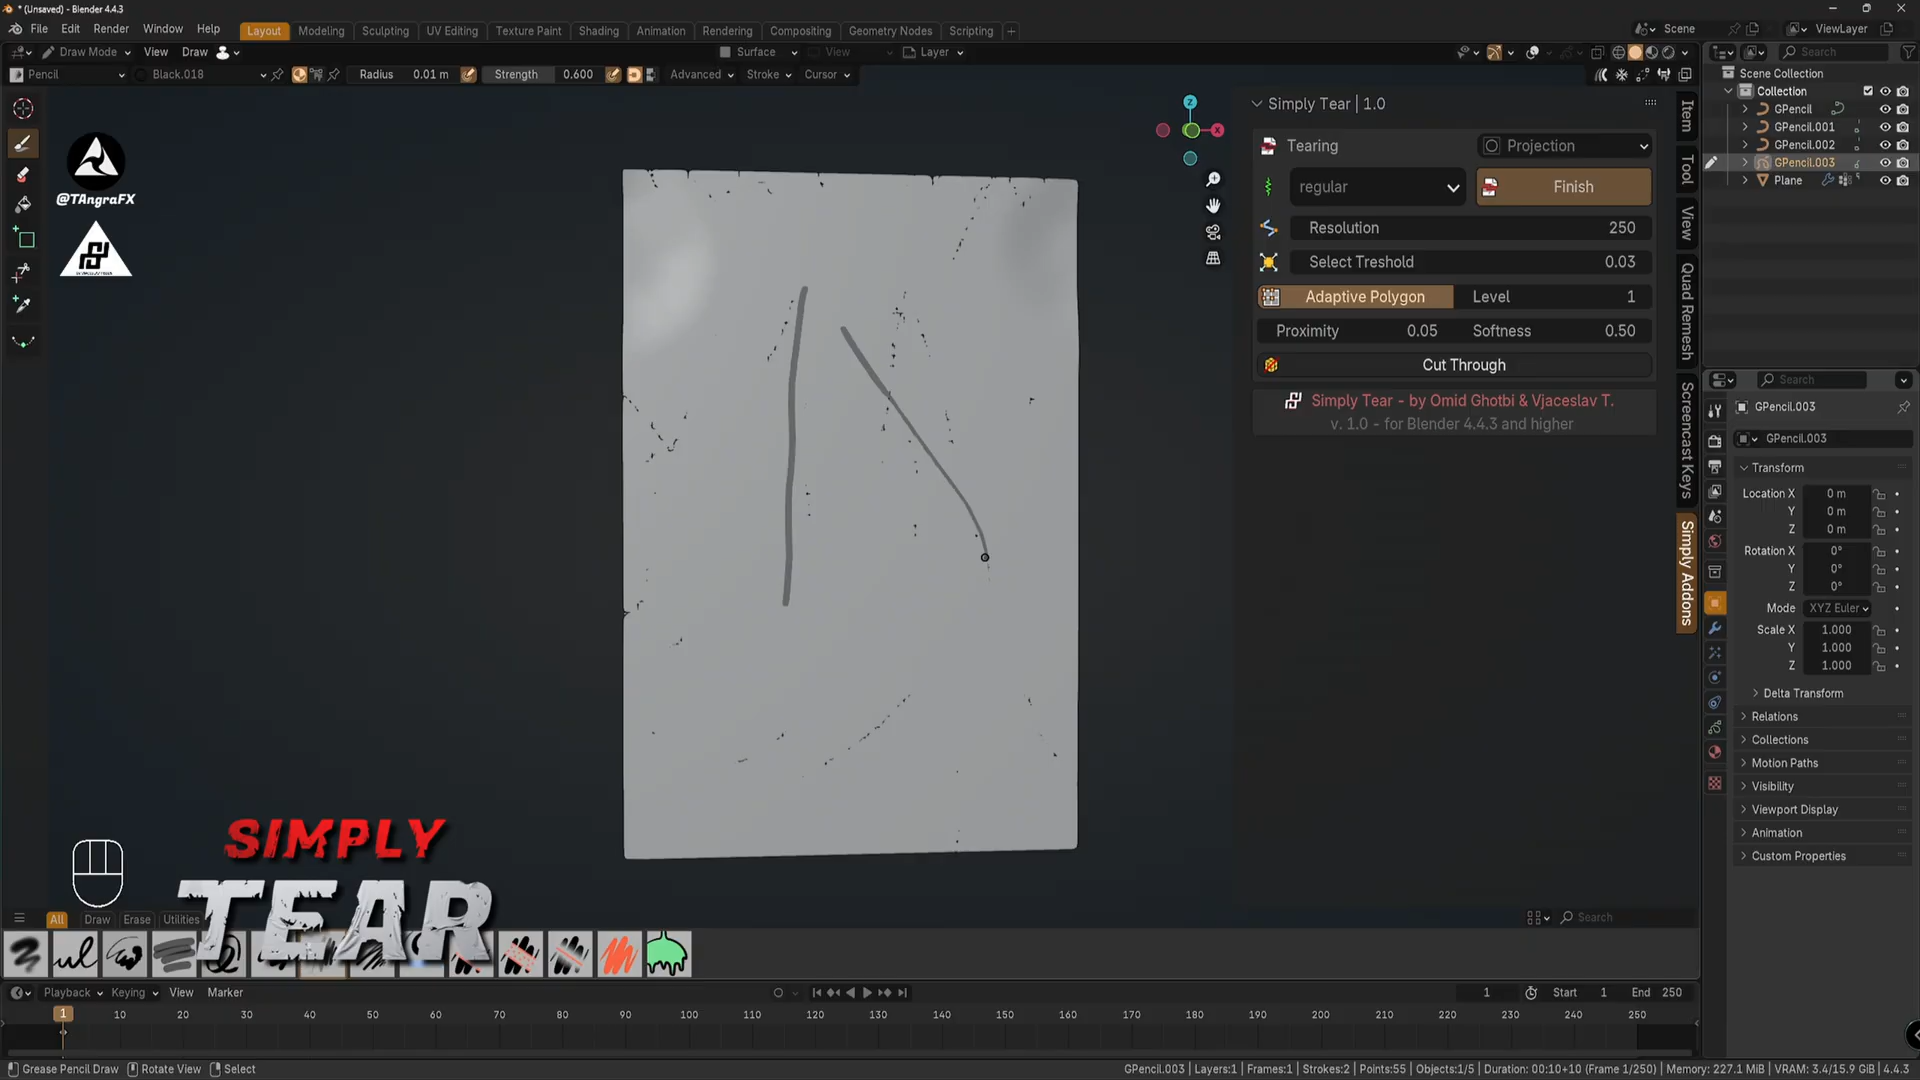 * (Unsaved) - Blender 4.4.3
File Edit Render Window Help
Layout Modeling Sculpting UV Editing Texture Paint Shading Animation Rendering Compositing Geometry Nodes Scripting +
Scene ViewLayer
Draw Mode View Draw Surface View Layer
Pencil Black.018 Radius 0.01 m Strength 0.600 Advanced Stroke Cursor
Search
Scene Collection
Collection
GPencil
GPencil.001
GPencil.002
GPencil.003
Plane
@TAngraFX
Z
X
Simply Tear | 1.0
Tearing Projection
regular Finish
Resolution 250
Select Treshold 0.03
Adaptive Polygon Level 1
Proximity 0.05 Softness 0.50
Cut Through
Simply Tear - by Omid Ghotbi & Vjaceslav T.
v. 1.0 - for Blender 4.4.3 and higher
Item
Tool
View
Quad Remesh
Screencast Keys
Simply Addons
Search
GPencil.003
GPencil.003
Transform
Location X 0 m
Y 0 m
Z 0 m
Rotation X 0°
Y 0°
Z 0°
Mode XYZ Euler
Scale X 1.000
Y 1.000
Z 1.000
Delta Transform
Relations
Collections
Motion Paths
Visibility
Viewport Display
Animation
Custom Properties
SIMPLY
TEAR
All Draw Erase Utilities
Search
Playback Keying View Marker
1 Start 1 End 250
1 10 20 30 40 50 60 70 80 90 100 110 120 130 140 150 160 170 180 190 200 210 220 230 240 250
Grease Pencil Draw Rotate View Select
GPencil.003 | Layers:1 | Frames:1 | Strokes:2 | Points:55 | Objects:1/5 | Duration: 00:10+10 (Frame 1/250) | Memory: 227.1 MiB | VRAM: 3.4/15.9 GiB | 4.4.3